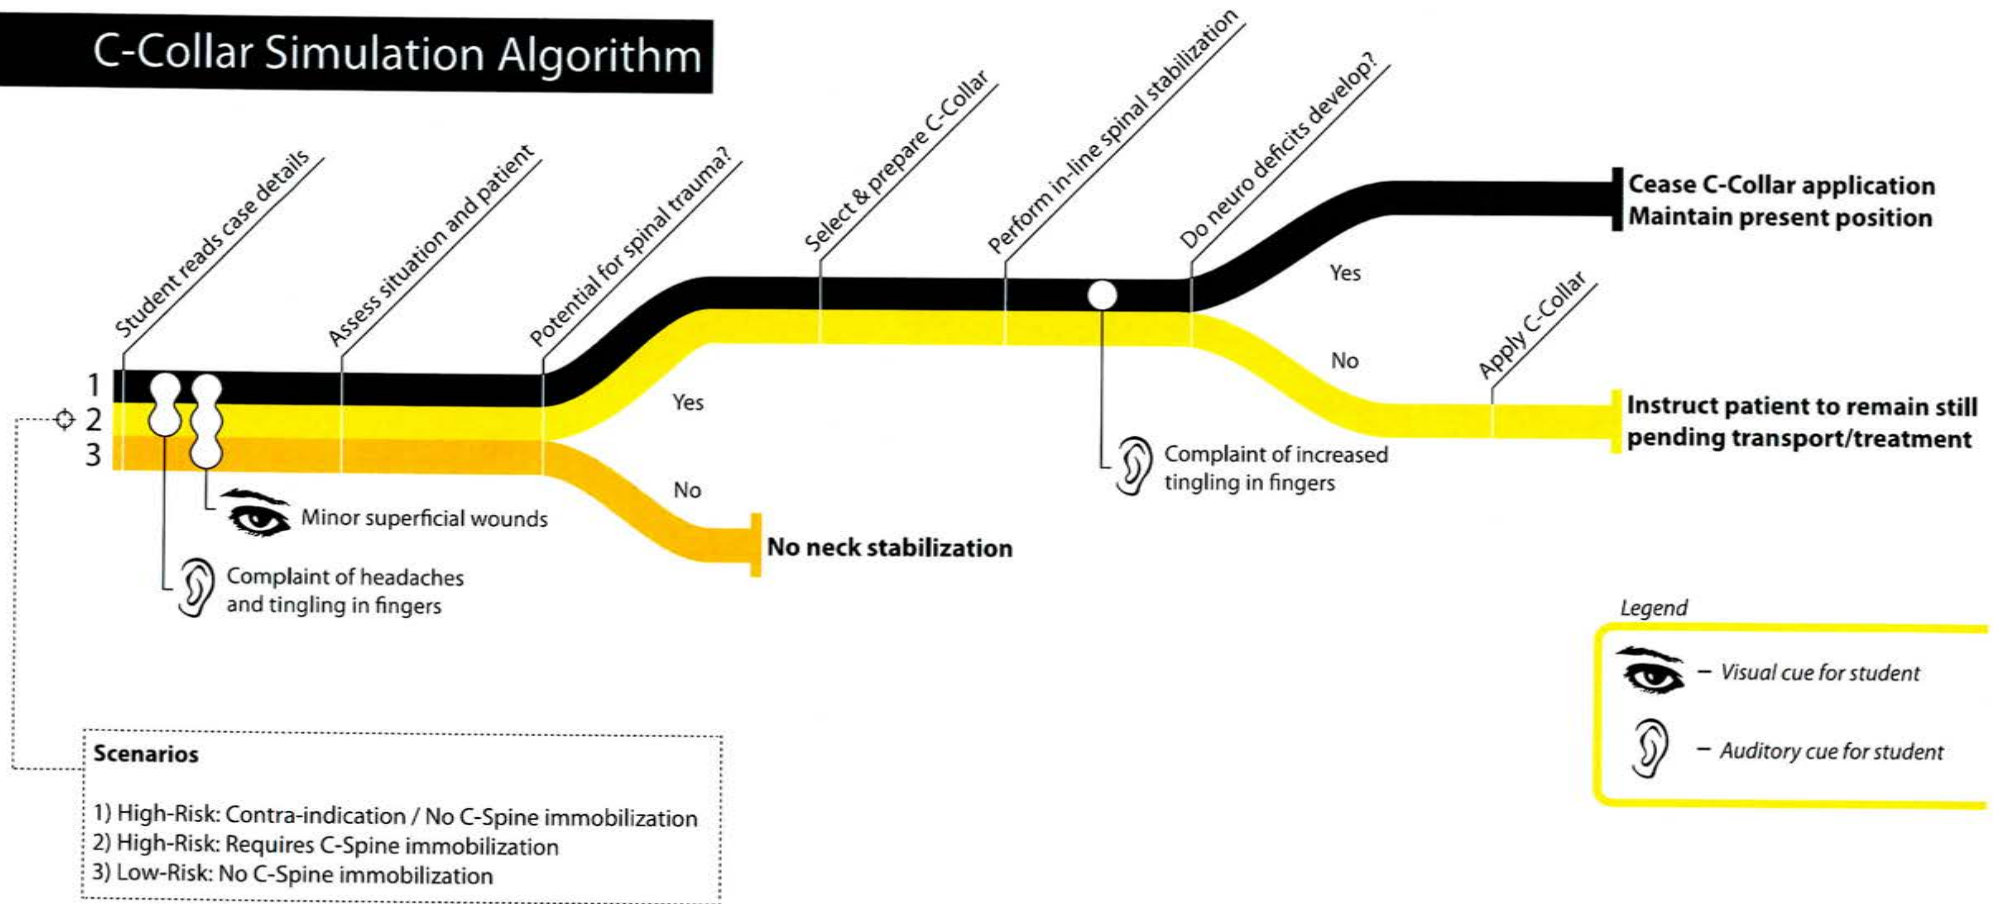 C-Collar Simulation Algorithm
Student reads case details
Assess situation and patient
Potential for spinal trauma?
Select & prepare C-Collar
Perform in-line spinal stabilization
Do neuro deficits develop?
Cease C-Collar application
Maintain present position
Yes
No
Apply C-Collar
Instruct patient to remain still
pending transport/treatment
1
2
3
Yes
No
Complaint of increased
tingling in fingers
Minor superficial wounds
No neck stabilization
Complaint of headaches
and tingling in fingers
Legend
– Visual cue for student
– Auditory cue for student
Scenarios
1) High-Risk: Contra-indication / No C-Spine immobilization
2) High-Risk: Requires C-Spine immobilization
3) Low-Risk: No C-Spine immobilization